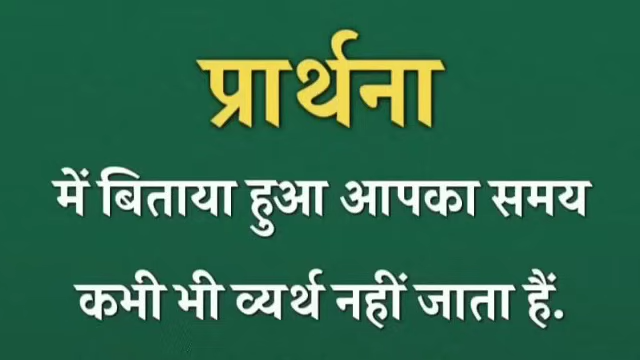 प्रार्थना
में बिताया हुआ आपका समय
कभी भी व्यर्थ नहीं जाता हैं.